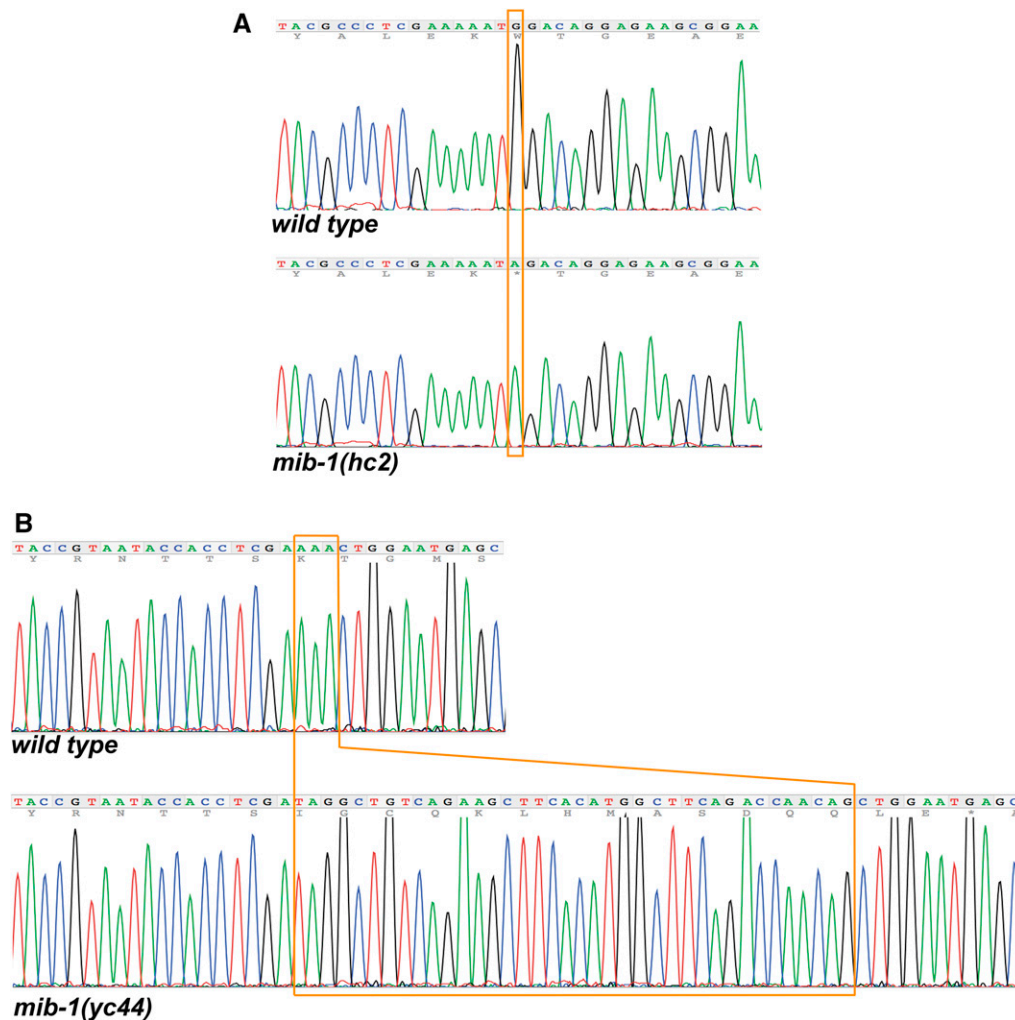 A
TACGCCCTCGAAAAATGGACAGGAGAAGCGGAA
Y A L E K W T G E A E
wild type
TACGCCCTCGAAAAATAGACAGGAGAAGCGGAA
Y A L E K * T G E A E
mib-1(hc2)
B
TACCGTAATACCACCTCGAAAACTGGAATGAGC
Y R N T T S K T G M S
wild type
TACCGTAATACCACCTCGATAGGCTGTCAGAAGCTTCACATGGCTTCAGACCAACAGCTGGAATGAGC
Y R N T T S I G C Q K L H M A S D Q Q L E * A
mib-1(yc44)